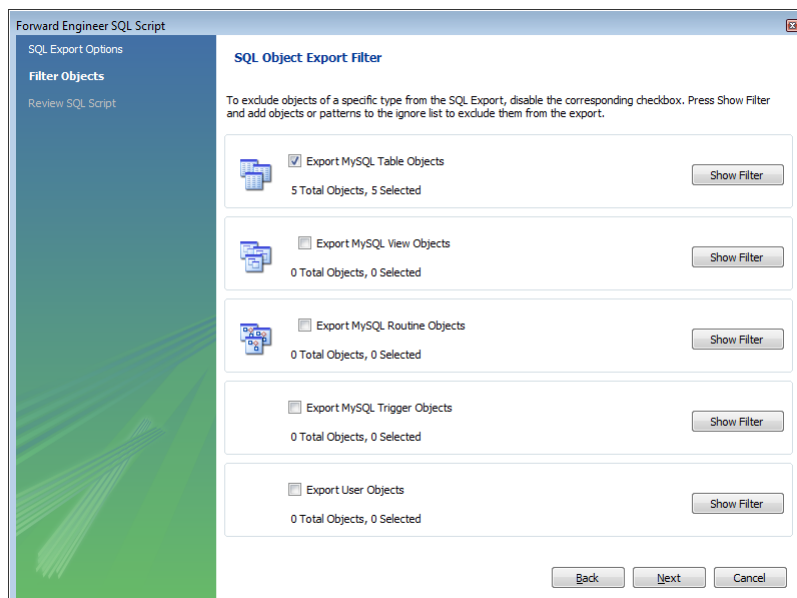 Forward Engineer SQL Script
SQL Export Options
Filter Objects
Review SQL Script
SQL Object Export Filter
To exclude objects of a specific type from the SQL Export, disable the corresponding checkbox. Press Show Filter
and add objects or patterns to the ignore list to exclude them from the export.
Export MySQL Table Objects
5 Total Objects, 5 Selected
Show Filter
Export MySQL View Objects
0 Total Objects, 0 Selected
Show Filter
Export MySQL Routine Objects
0 Total Objects, 0 Selected
Show Filter
Export MySQL Trigger Objects
0 Total Objects, 0 Selected
Show Filter
Export User Objects
0 Total Objects, 0 Selected
Show Filter
Back Next Cancel